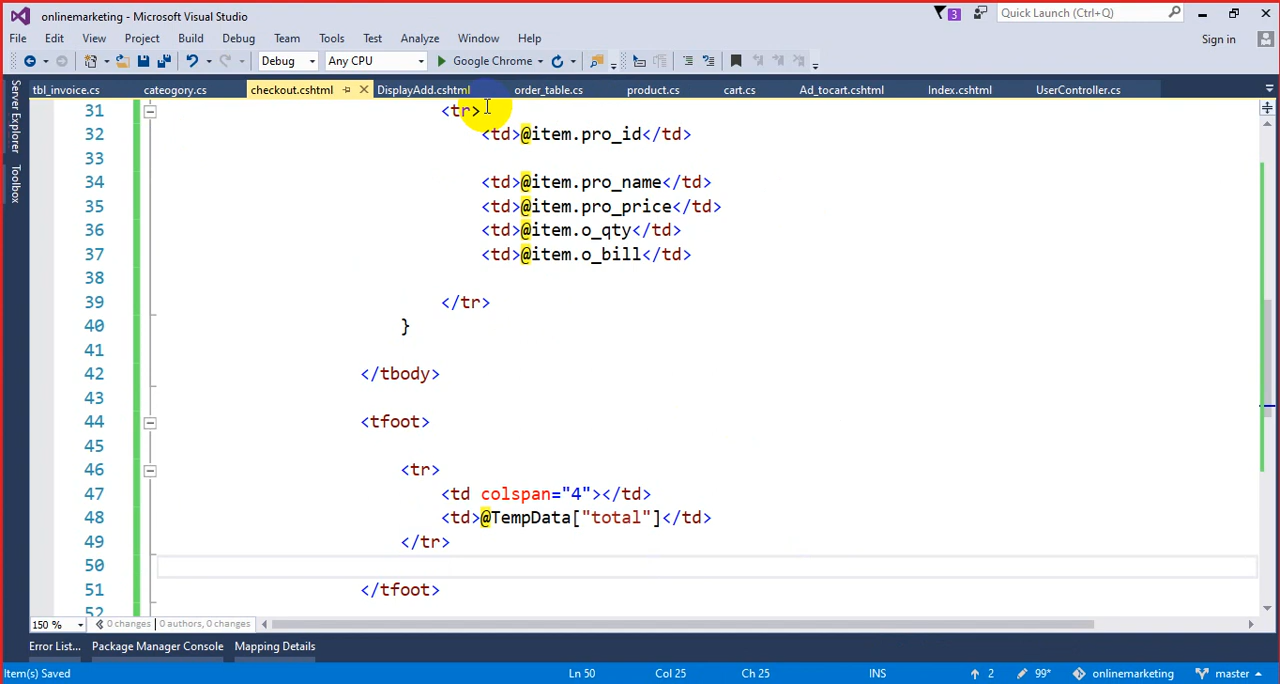 onlinemarketing - Microsoft Visual Studio
3
Quick Launch (Ctrl+Q)
File Edit View Project Build Debug Team Tools Test Analyze Window Help
Sign in
Debug Any CPU Google Chrome
Server Explorer
Toolbox
tbl_invoice.cs cateogory.cs checkout.cshtml DisplayAdd.cshtml order_table.cs product.cs cart.cs Ad_tocart.cshtml Index.cshtml UserController.cs
31 <tr>
32 <td>@item.pro_id</td>
33
34 <td>@item.pro_name</td>
35 <td>@item.pro_price</td>
36 <td>@item.o_qty</td>
37 <td>@item.o_bill</td>
38
39 </tr>
40 }
41
42 </tbody>
43
44 <tfoot>
45
46 <tr>
47 <td colspan="4"></td>
48 <td>@TempData["total"]</td>
49 </tr>
50
51 </tfoot>
52
150 % 0 changes | 0 authors, 0 changes
Error List... Package Manager Console Mapping Details
Item(s) Saved Ln 50 Col 25 Ch 25 INS 2 99* onlinemarketing master